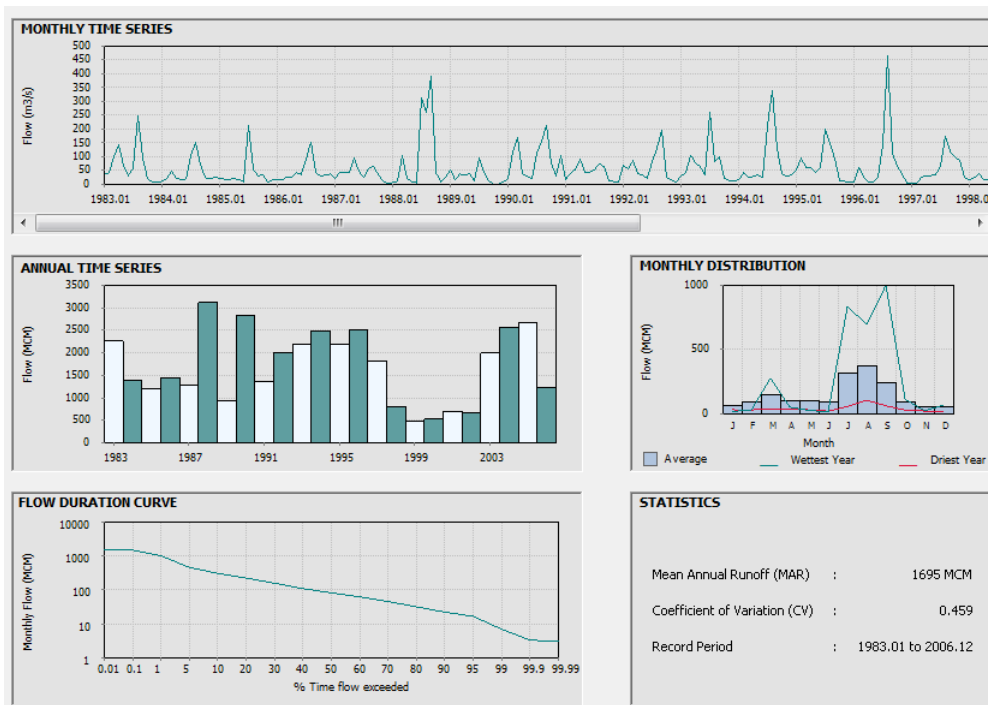 MONTHLY TIME SERIES
Flow (m3/s)
500
450
400
350
300
250
200
150
100
50
0
1983.01 1984.01 1985.01 1986.01 1987.01 1988.01 1989.01 1990.01 1991.01 1992.01 1993.01 1994.01 1995.01 1996.01 1997.01 1998.0
ANNUAL TIME SERIES
Flow (MCM)
3500
3000
2500
2000
1500
1000
500
0
1983 1987 1991 1995 1999 2003
MONTHLY DISTRIBUTION
Flow (MCM)
1000
500
0
J F M A M J J A S O N D
Month
Average Wettest Year Driest Year
FLOW DURATION CURVE
Monthly Flow (MCM)
10000
1000
100
10
1
0.01 0.1 1 5 10 20 30 40 50 60 70 80 90 95 99 99.9 99.99
% Time flow exceeded
STATISTICS
Mean Annual Runoff (MAR) : 1695 MCM
Coefficient of Variation (CV) : 0.459
Record Period : 1983.01 to 2006.12